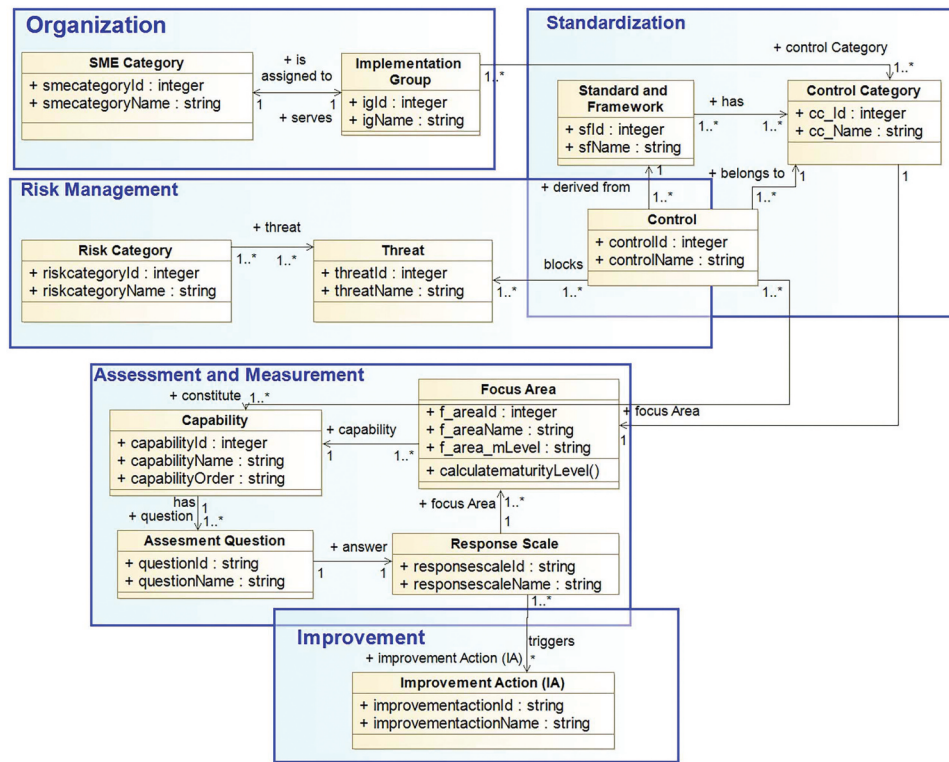 Organization
SME Category
+ smecategoryId : integer
+ smecategoryName : string
+ is
assigned to
1
1
+ serves
Implementation
Group
+ igId : integer
+ igName : string
1..*
Standardization
+ control Category
1..*
Standard and
Framework
+ sfId : integer
+ sfName : string
+ has
1..*
1..*
Control Category
+ cc_Id : integer
+ cc_Name : string
1
+ derived from
1..*
+ belongs to
1..*
1
1
Control
+ controlId : integer
+ controlName : string
1..*
Risk Management
Risk Category
+ riskcategoryId : integer
+ riskcategoryName : string
+ threat
1..*
1..*
Threat
+ threatId : integer
+ threatName : string
blocks
1..*
1..*
Assessment and Measurement
+ constitute
1..*
Capability
+ capabilityId : integer
+ capabilityName : string
+ capabilityOrder : string
+ capability
1
1..*
Focus Area
+ f_areaId : integer
+ f_areaName : string
+ f_area_mLevel : string
+ calculatematurityLevel()
+ focus Area
1
has
1
+ question
1..*
+ focus Area
1..*
1
Assesment Question
+ questionId : string
+ questionName : string
+ answer
1
1
Response Scale
+ responsescaleId : string
+ responsescaleName : string
1..*
Improvement
triggers
+ improvement Action (IA)
*
Improvement Action (IA)
+ improvementactionId : string
+ improvementactionName : string